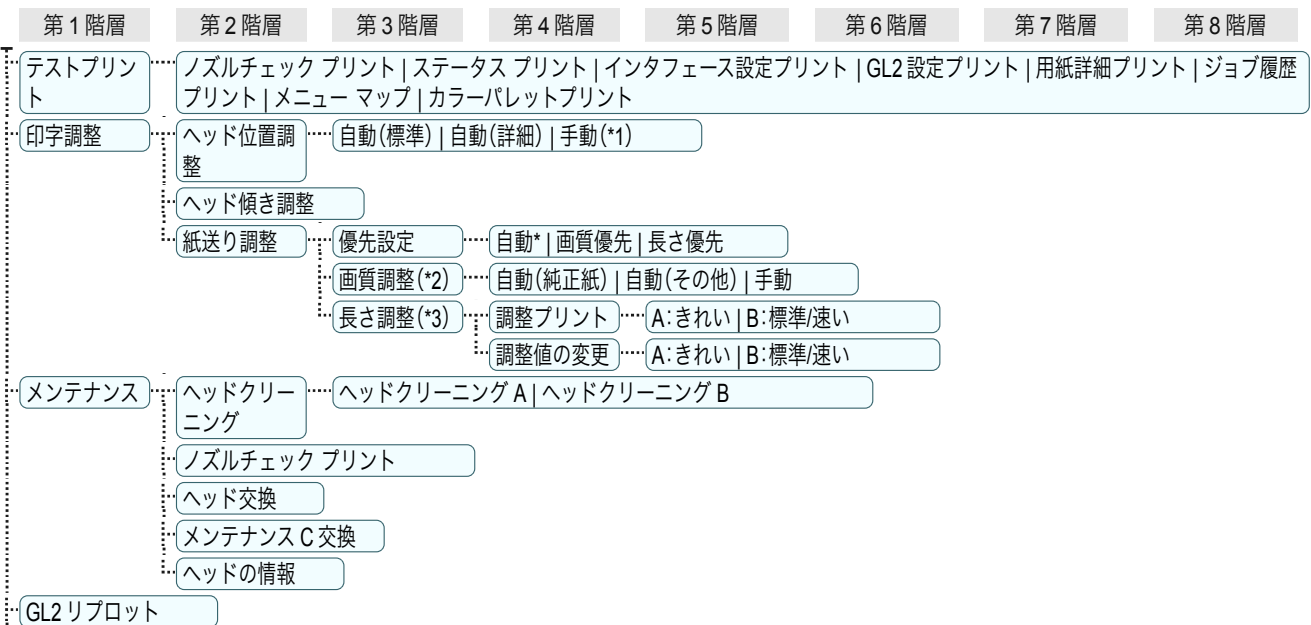 第 1 階層 第 2 階層 第 3 階層 第 4 階層 第 5 階層 第 6 階層 第 7 階層 第 8 階層
テストプリン
ト
ノズルチェック プリント | ステータス プリント | インタフェース設定プリント | GL2 設定プリント | 用紙詳細プリント | ジョブ履歴
プリント | メニュー マップ | カラーパレットプリント
印字調整
ヘッド位置調
整
自動(標準) | 自動(詳細) | 手動(*1)
ヘッド傾き調整
紙送り調整 優先設定 自動* | 画質優先 | 長さ優先
画質調整(*2) 自動(純正紙) | 自動(その他) | 手動
長さ調整(*3) 調整プリント A:きれい | B:標準/速い
調整値の変更 A:きれい | B:標準/速い
メンテナンス
ヘッドクリー
ニング
ヘッドクリーニング A | ヘッドクリーニング B
ノズルチェック プリント
ヘッド交換
メンテナンス C 交換
ヘッドの情報
GL2 リプロット